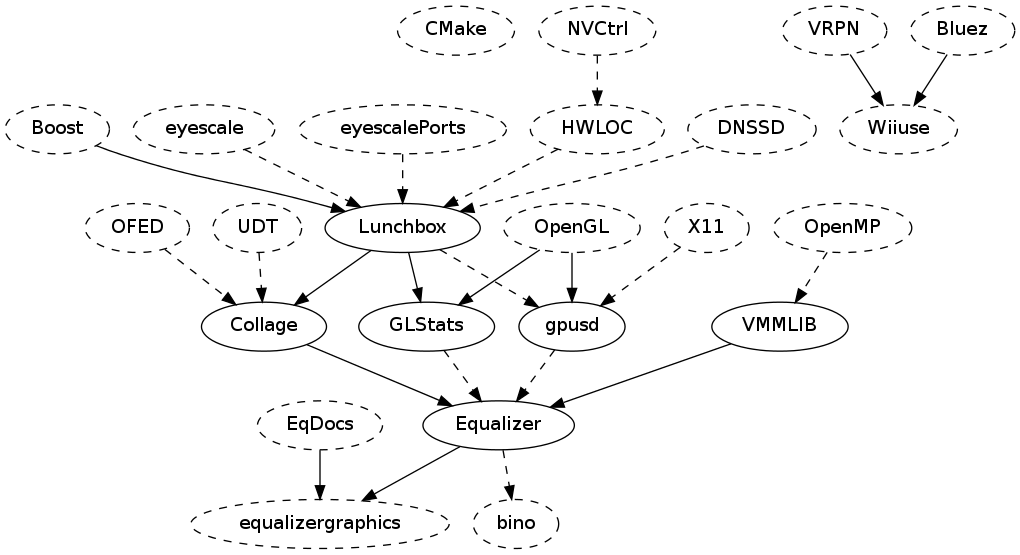 CMake
NVCtrl
VRPN
Bluez
Boost
eyescale
eyescalePorts
HWLOC
DNSSD
Wiiuse
OFED
UDT
Lunchbox
OpenGL
X11
OpenMP
Collage
GLStats
gpusd
VMMLIB
EqDocs
Equalizer
equalizergraphics
bino